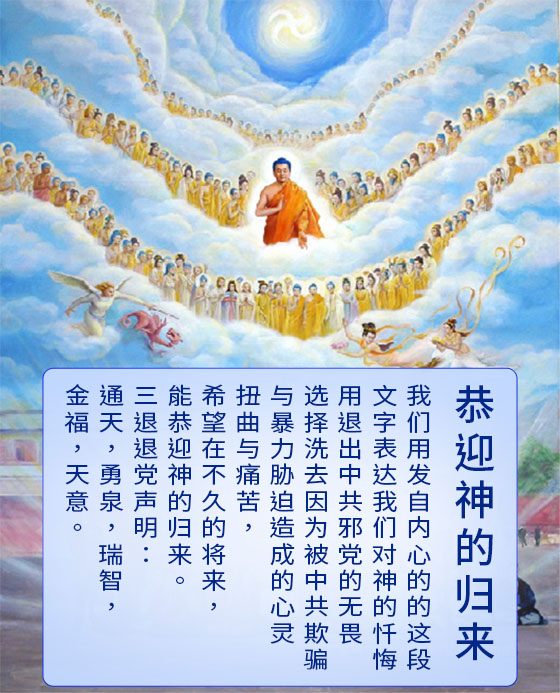 恭迎神的归来
我们用发自内心的的这段
文字表达我们对神的忏悔
用退出中共邪党的无畏
选择洗去因为被中共欺骗
与暴力胁迫造成的心灵
扭曲与痛苦，
希望在不久的将来，
能恭迎神的归来。
三退退党声明：
通天，勇泉，瑞智，
金福，天意。